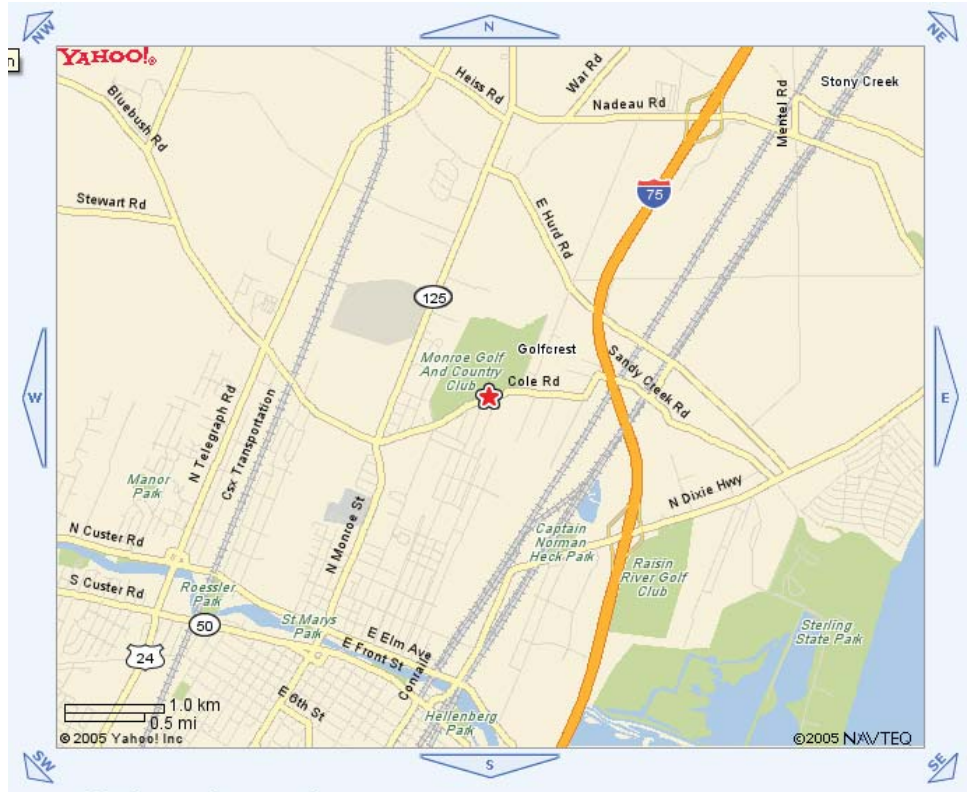 NW
N
NE
n
YAHOO!®
Bluebush Rd
Heiss Rd
War Rd
Nadeau Rd
Mentel Rd
Stony Creek
Stewart Rd
75
E Hurd Rd
125
Golfcrest
Monroe Golf
And Country
Club
Cole Rd
Sandy Creek Rd
W
E
N Telegraph Rd
Csx Transportation
Manor
Park
N Monroe St
N Dixie Hwy
N Custer Rd
Captain
Norman
Heck Park
S Custer Rd
Roessler
Park
Raisin
River Golf
Club
St Marys
Park
50
E Elm Ave
E Front St
Sterling
State Park
24
Conrail
E 6th St
1.0 km
0.5 mi
Hellenberg
Park
©2005 Yahoo! Inc
©2005 NAVTEQ
SW
S
SE